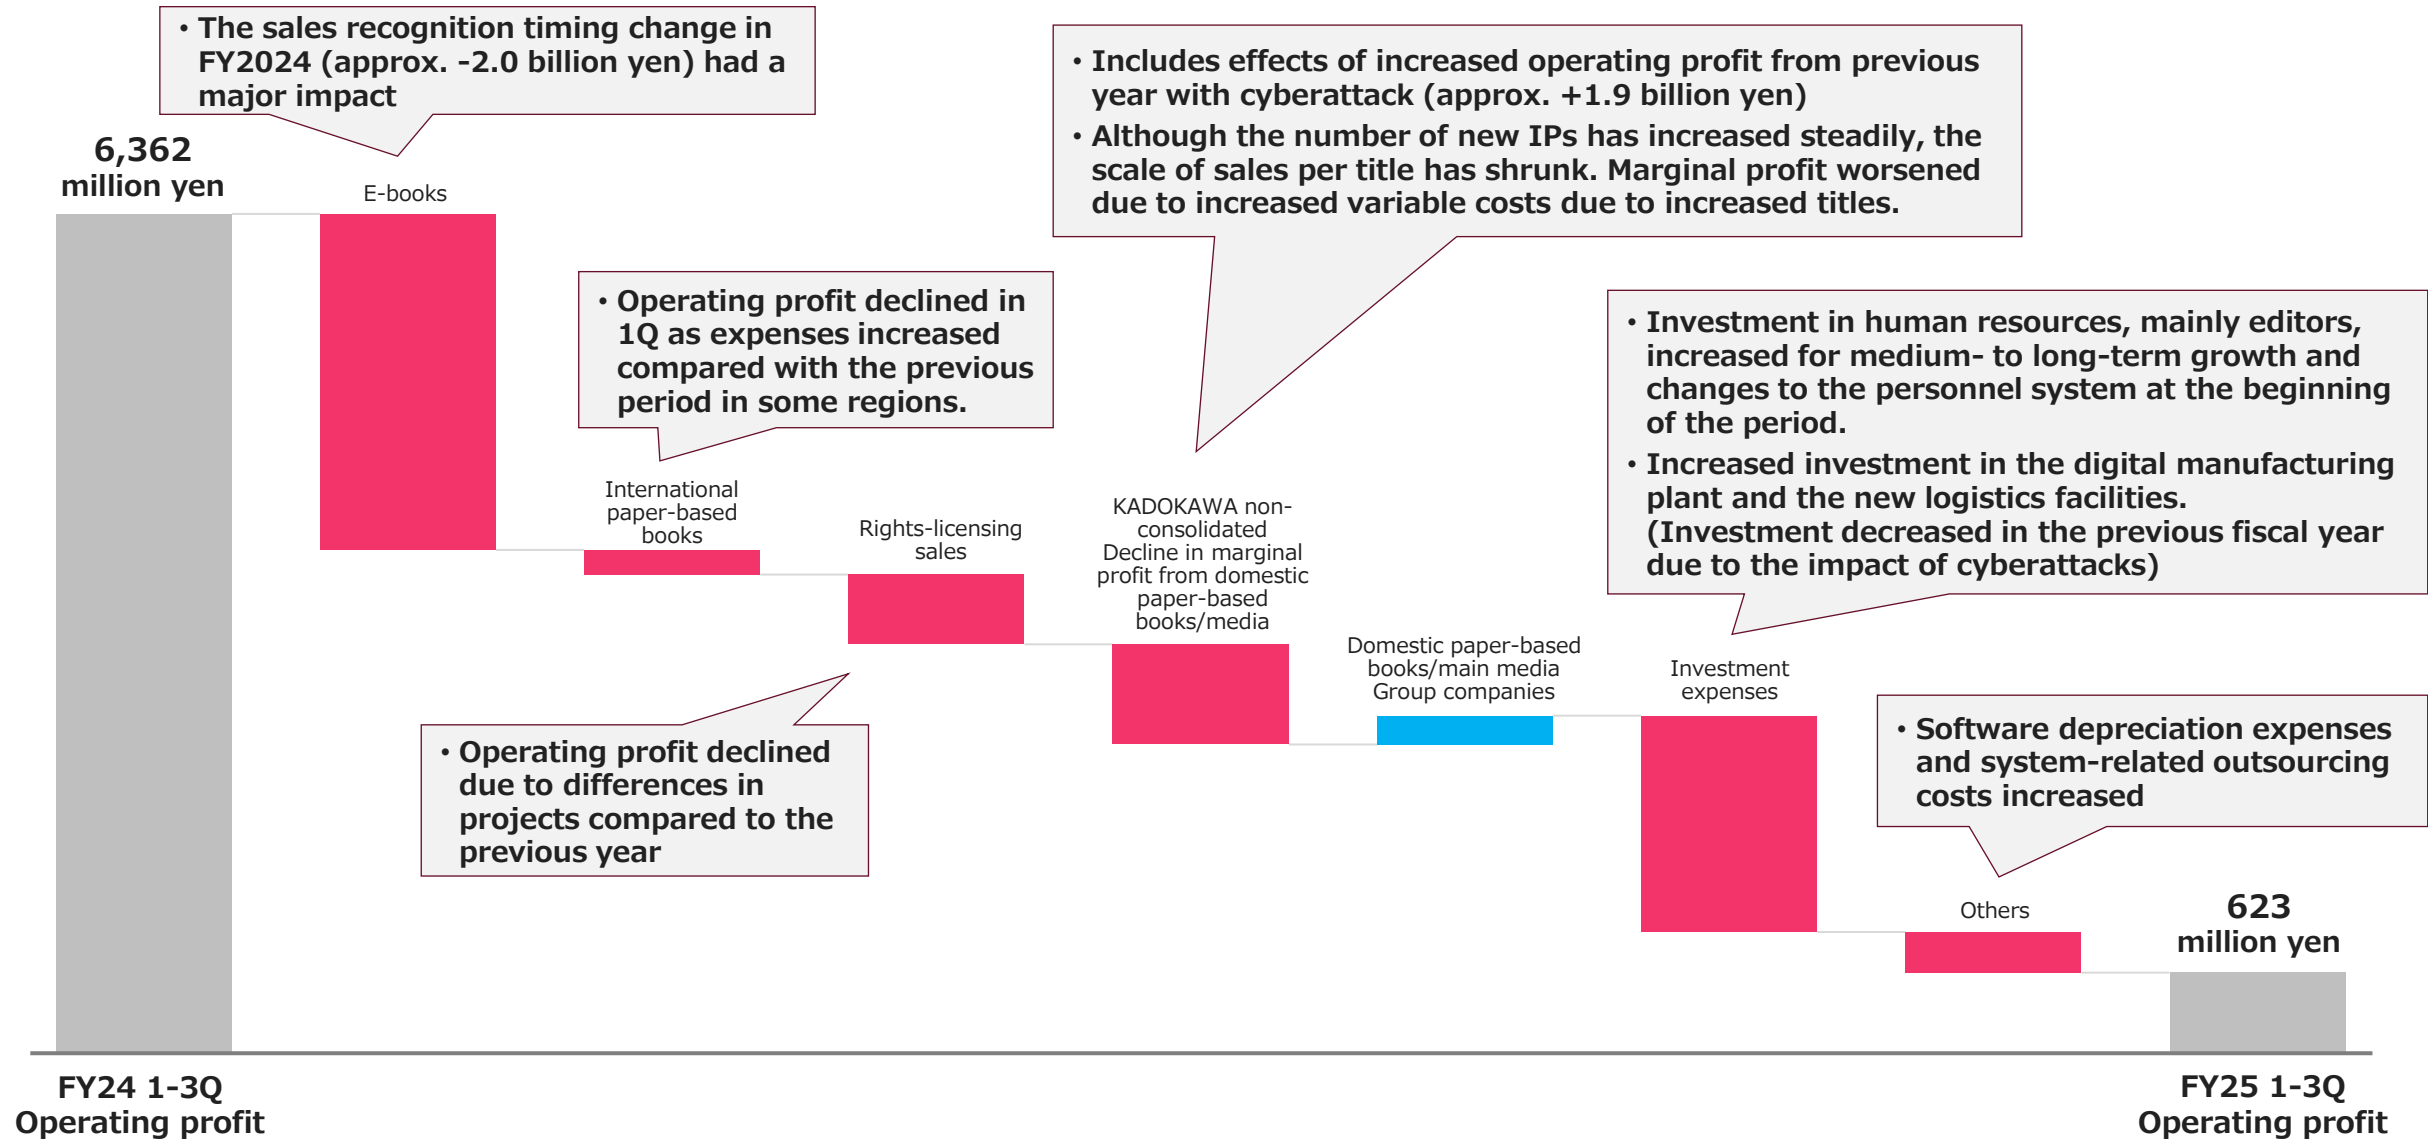 • The sales recognition timing change in
FY2024 (approx. -2.0 billion yen) had a
major impact
• Includes effects of increased operating profit from previous
year with cyberattack (approx. +1.9 billion yen)
• Although the number of new IPs has increased steadily, the
scale of sales per title has shrunk. Marginal profit worsened
due to increased variable costs due to increased titles.
6,362
million yen
E-books
• Operating profit declined in
1Q as expenses increased
compared with the previous
period in some regions.
• Investment in human resources, mainly editors,
increased for medium- to long-term growth and
changes to the personnel system at the beginning
of the period.
• Increased investment in the digital manufacturing
plant and the new logistics facilities.
(Investment decreased in the previous fiscal year
due to the impact of cyberattacks)
International
paper-based
books
Rights-licensing
sales
KADOKAWA non-
consolidated
Decline in marginal
profit from domestic
paper-based
books/media
Domestic paper-based
books/main media
Group companies
Investment
expenses
• Operating profit declined
due to differences in
projects compared to the
previous year
• Software depreciation expenses
and system-related outsourcing
costs increased
Others
623
million yen
FY24 1-3Q
Operating profit
FY25 1-3Q
Operating profit